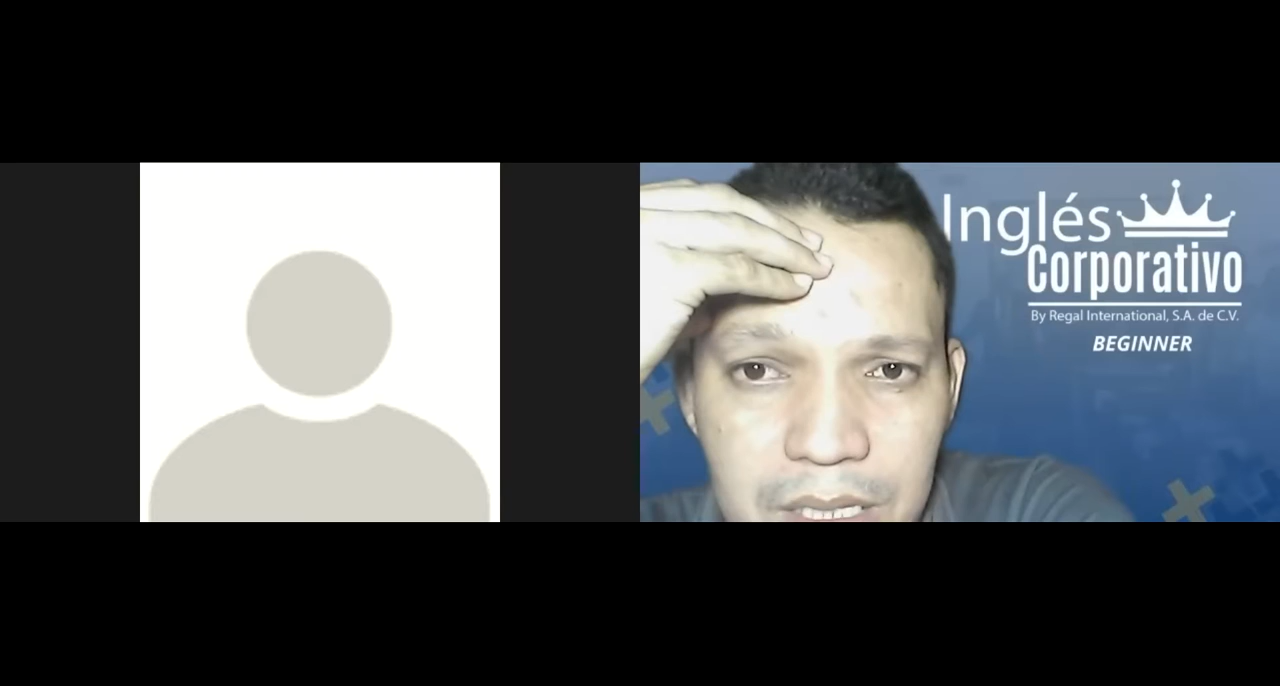 Inglés
Corporativo
By Regal International, S.A. de C.V.
BEGINNER